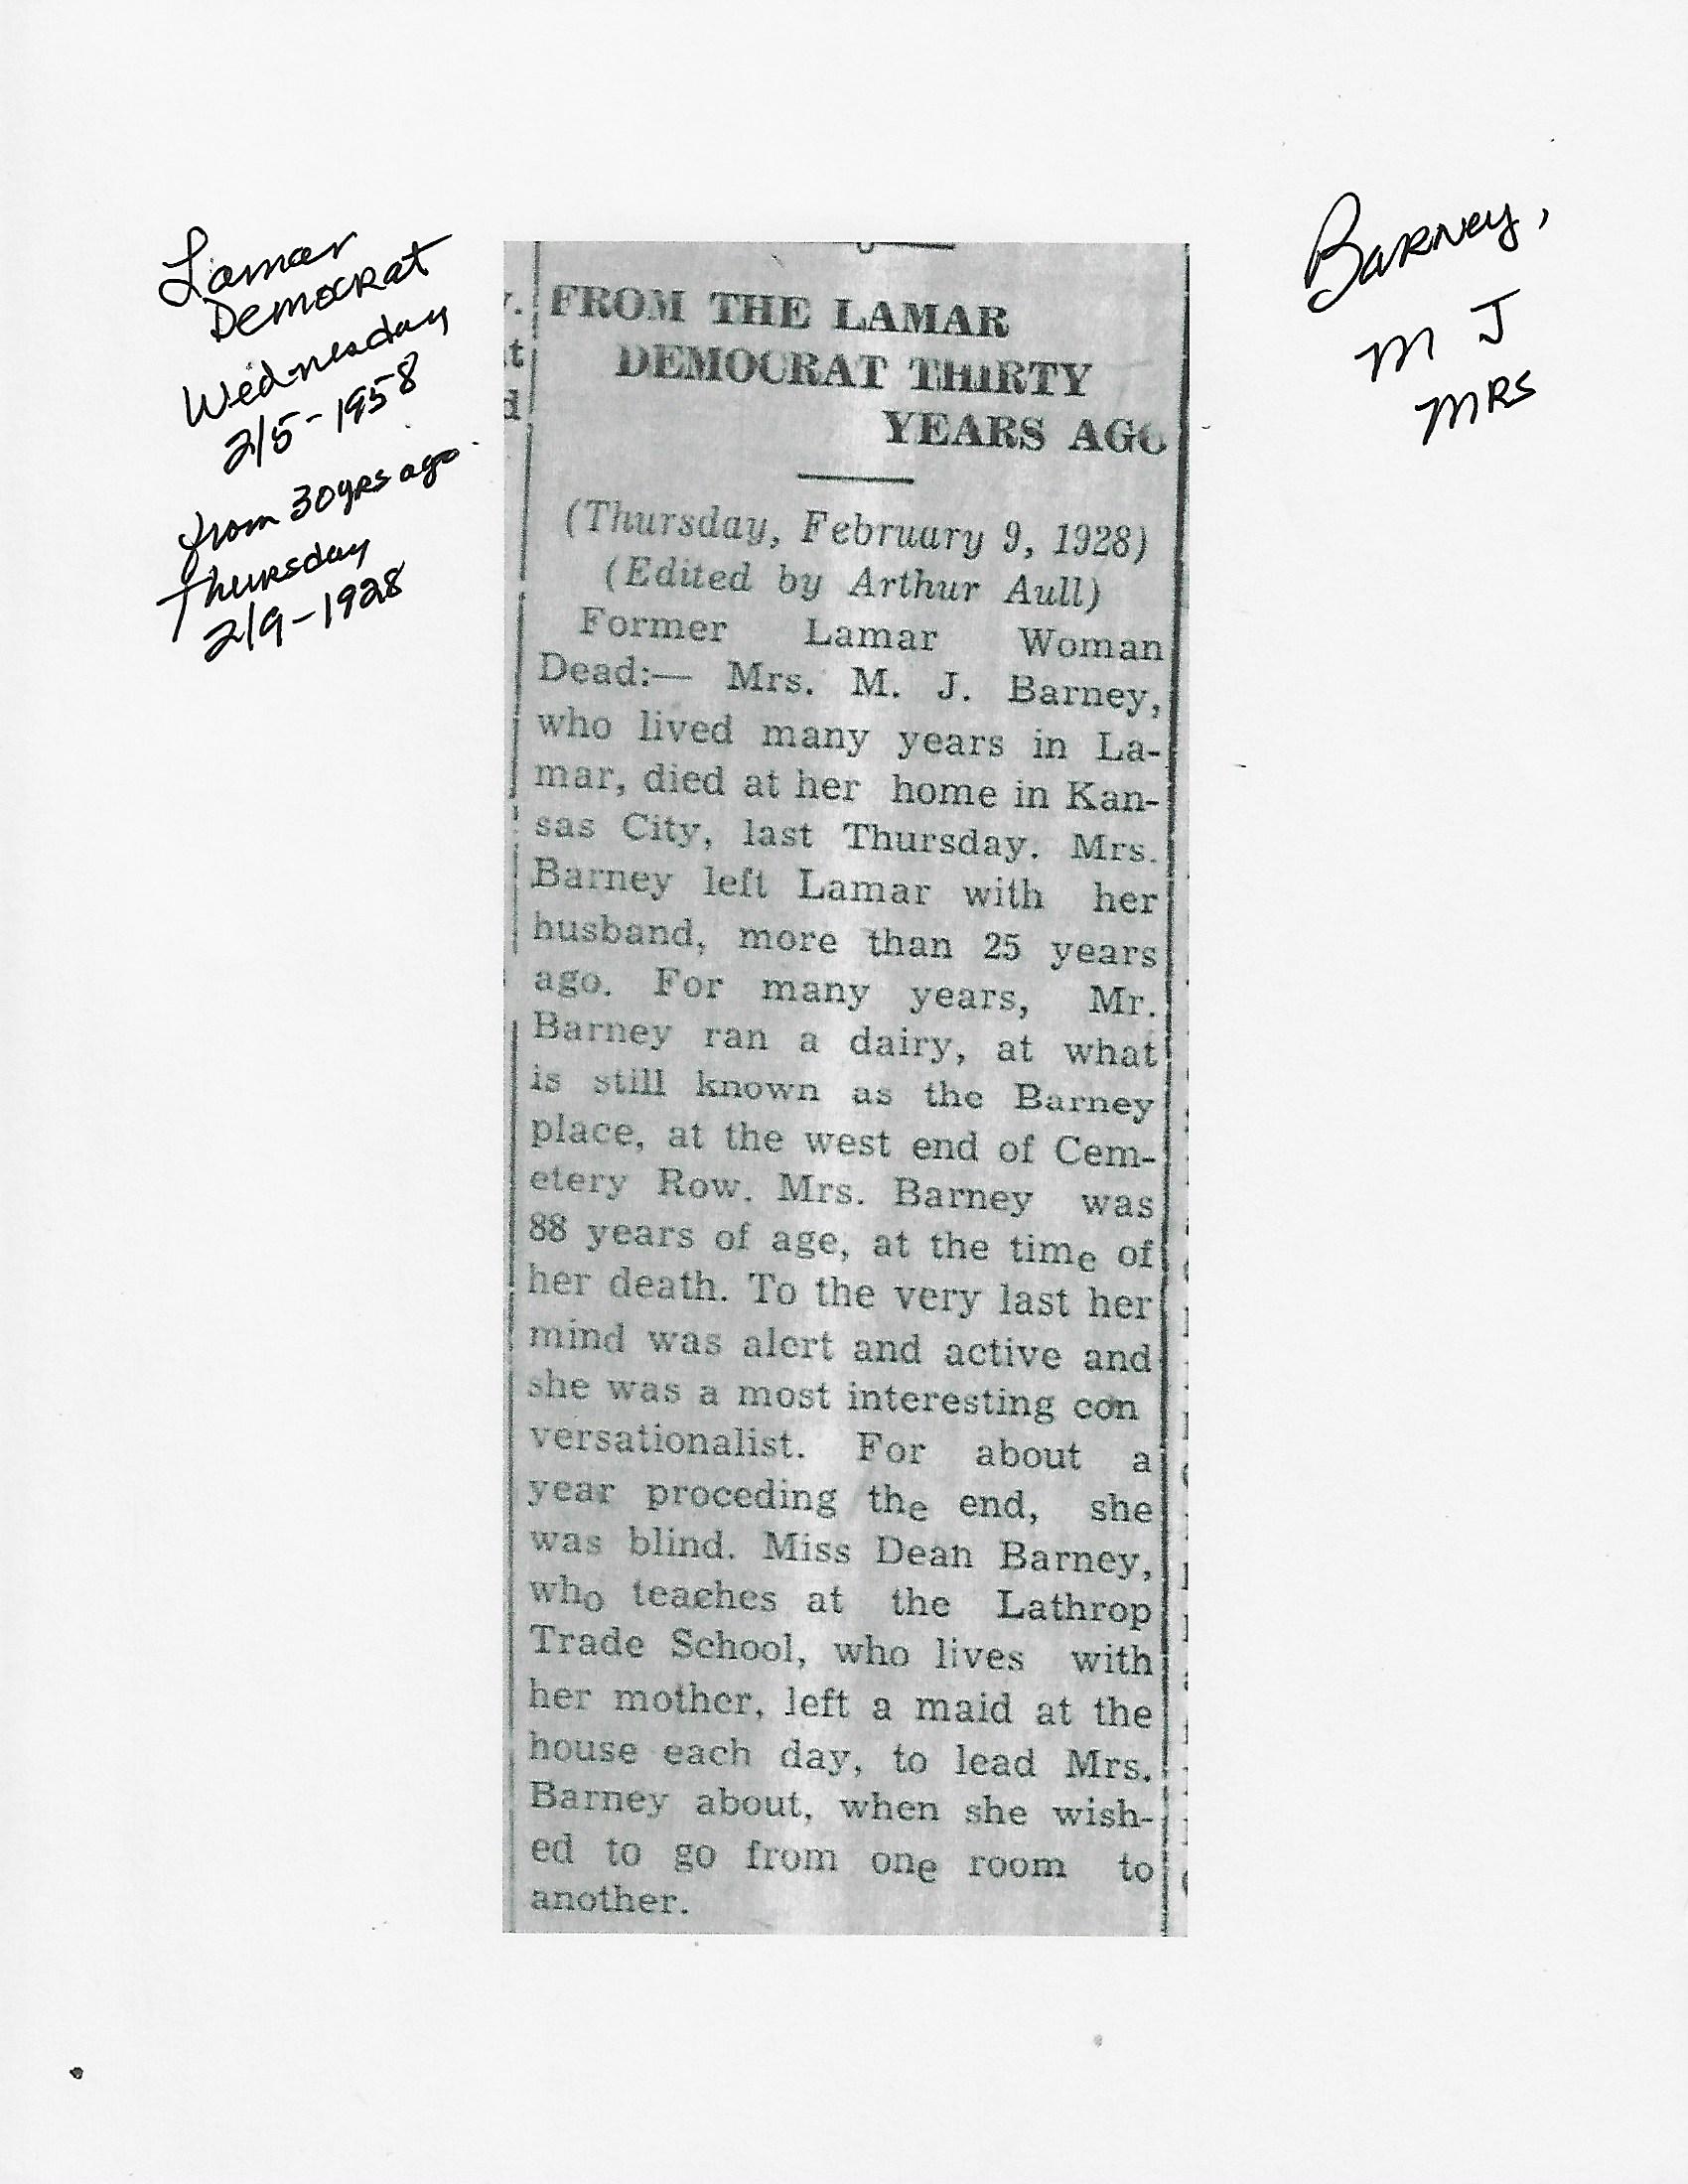 Lamar
Democrat
Wednesday
2/5-1958
from 30yrs ago
Thursday
2/9-1928
Barney,
M J
MRS
FROM THE LAMAR
DEMOCRAT THIRTY
YEARS AGO
(Thursday, February 9, 1928)
(Edited by Arthur Aull)
Former Lamar Woman
Dead:— Mrs. M. J. Barney,
who lived many years in La-
mar, died at her home in Kan-
sas City, last Thursday. Mrs.
Barney left Lamar with her
husband, more than 25 years
ago. For many years, Mr.
Barney ran a dairy, at what
is still known as the Barney
place, at the west end of Cem-
etery Row. Mrs. Barney was
88 years of age, at the time of
her death. To the very last her
mind was alert and active and
she was a most interesting con
versationalist. For about a
year proceding the end, she
was blind. Miss Dean Barney,
who teaches at the Lathrop
Trade School, who lives with
her mother, left a maid at the
house each day, to lead Mrs.
Barney about, when she wish-
ed to go from one room to
another.